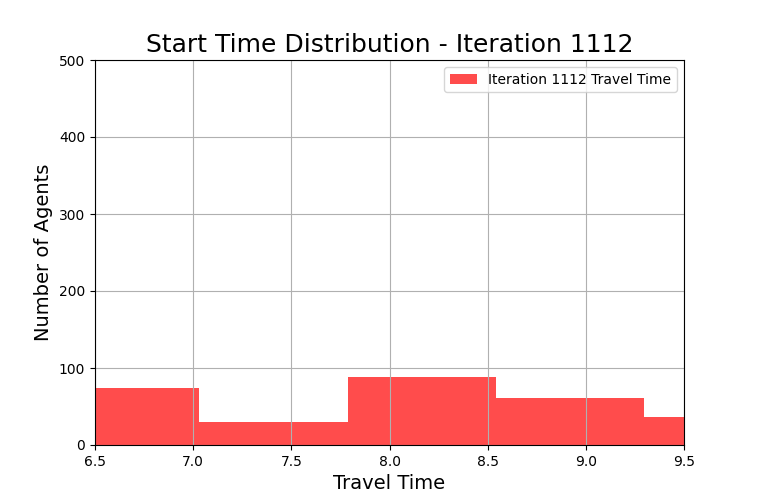 Start Time Distribution - Iteration 1112
Iteration 1112 Travel Time
Number of Agents
500
400
300
200
100
0
6.5 7.0 7.5 8.0 8.5 9.0 9.5
Travel Time